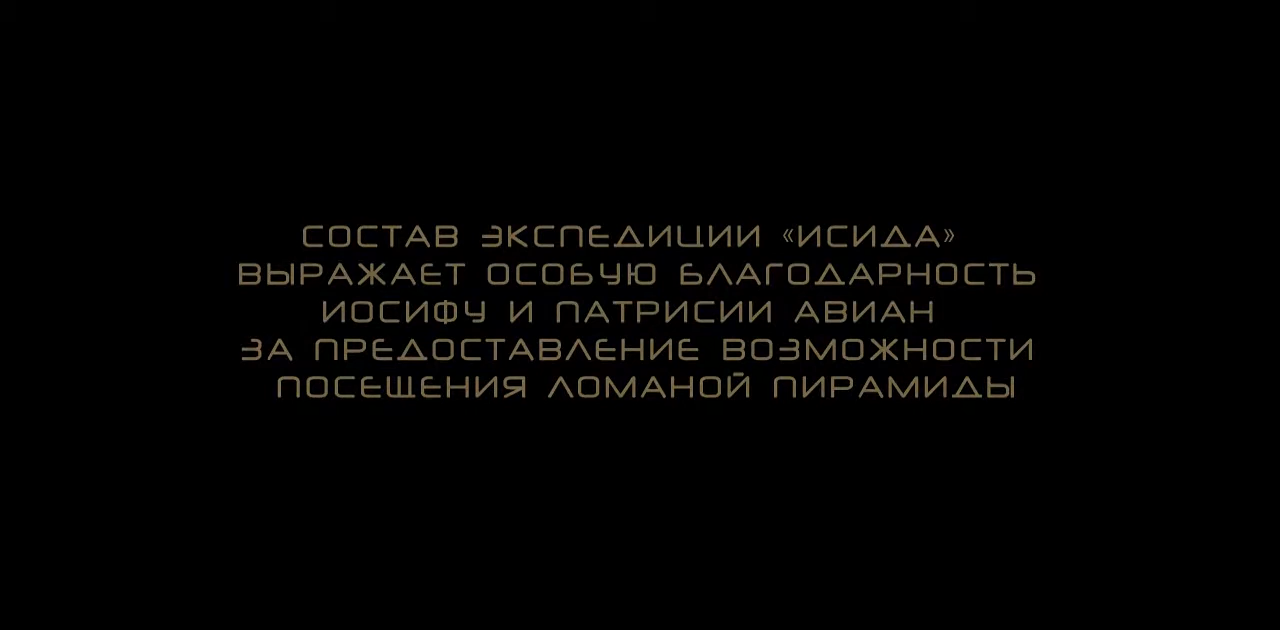 СОСТАВ ЭКСПЕДИЦИИ «ИСИДА»
ВЫРАЖАЕТ ОСОБУЮ БЛАГОДАРНОСТЬ
ИОСИФУ И ПАТРИСИИ АВИАН
ЗА ПРЕДОСТАВЛЕНИЕ ВОЗМОЖНОСТИ
ПОСЕЩЕНИЯ ЛОМАНОЙ ПИРАМИДЫ